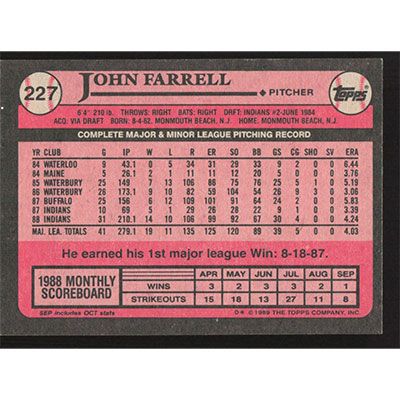 227
JOHN FARRELL
PITCHER
Topps
6'4" 210 lb. THROWS: RIGHT BATS: RIGHT DRFT: INDIANS #2-JUNE 1984
ACQ: VIA DRAFT BORN: 8-4-62, MONMOUTH BEACH, N.J. HOME: MONMOUTH BEACH, N.J.
COMPLETE MAJOR & MINOR LEAGUE PITCHING RECORD
YR CLUB G IP W L R ER SO BB GS CG SHO SV ERA
84 WATERLOO 9 43.1 0 5 34 31 29 33 9 0 0 0 6.44
84 MAINE 5 26.1 2 1 11 0 0 3.76
85 WATERBURY 25 149 7 13 106 86 75 76 25 5 1 0 5.19
86 WATERBURY 26 173.1 9 10 82 59 104 54 26 9 3 0 3.06
87 BUFFALO 25 156 6 12 109 101 91 64 24 2 0 0 5.83
87 INDIANS 10 69 5 1 29 26 28 22 9 1 0 0 3.39
88 INDIANS 31 210.1 14 10 106 99 92 67 30 4 0 0 4.24
MAJ. LEA. TOTALS 41 279.1 19 11 135 125 120 89 39 5 0 0 4.03
He earned his 1st major league Win: 8-18-87.
1988 MONTHLY SCOREBOARD
APR MAY JUN JUL AUG SEP
WINS 3 2 3 3 2 1
STRIKEOUTS 15 18 13 27 11 8
SEP includes OCT stats
D* © 1989 THE TOPPS COMPANY, INC.